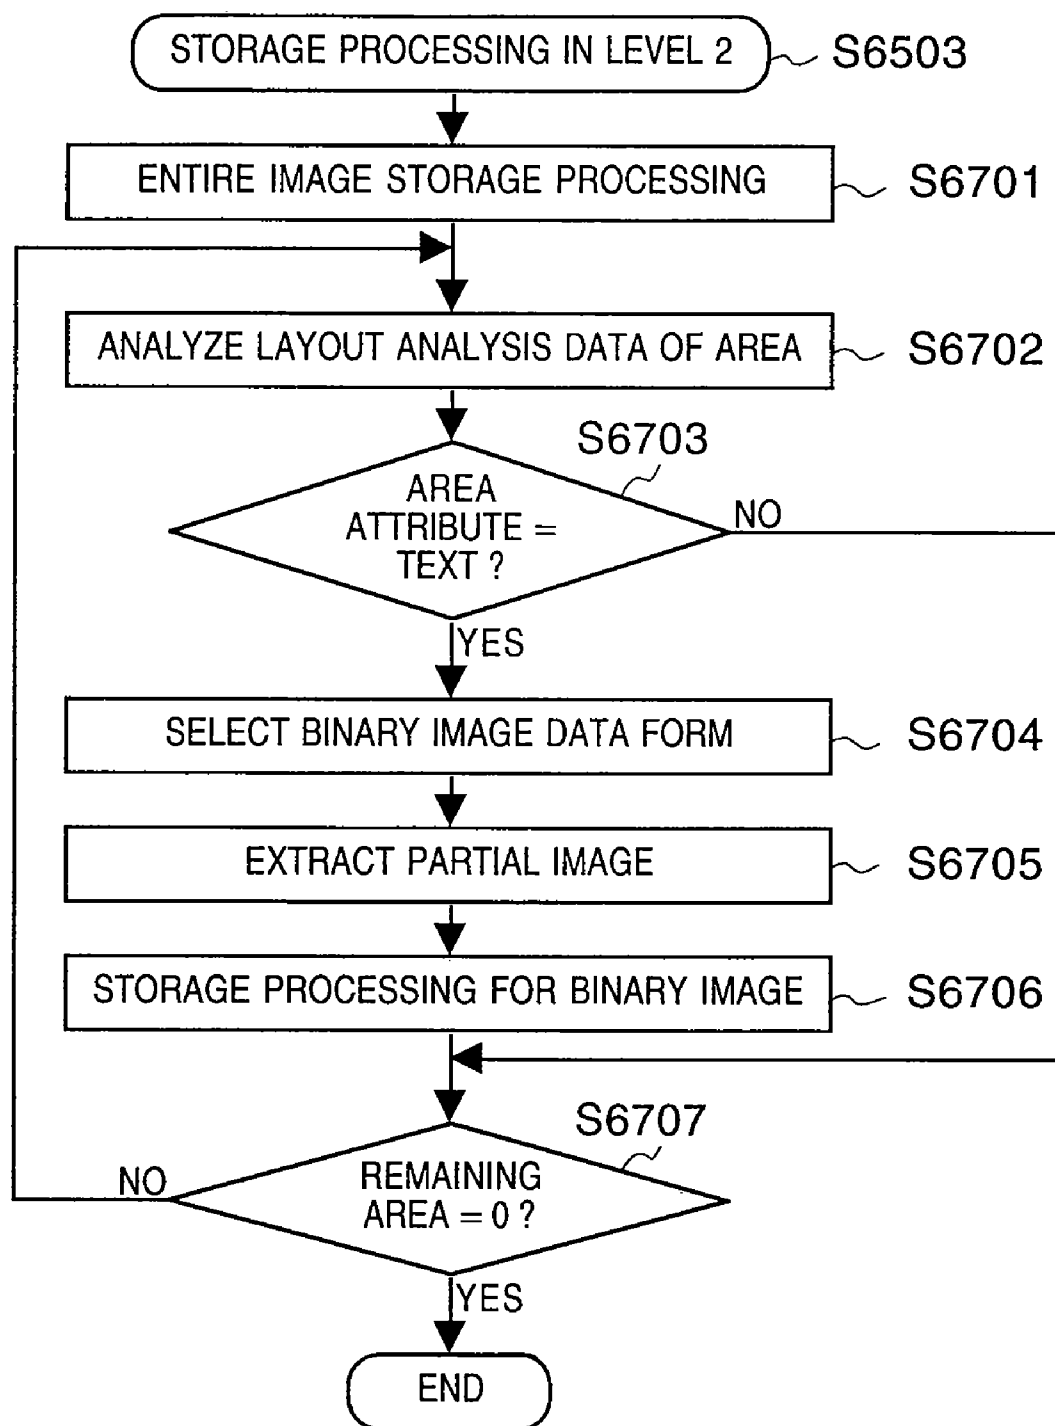 STORAGE PROCESSING IN LEVEL 2
S6503
ENTIRE IMAGE STORAGE PROCESSING
S6701
ANALYZE LAYOUT ANALYSIS DATA OF AREA
S6702
S6703
AREA
ATTRIBUTE =
TEXT ?
NO
YES
SELECT BINARY IMAGE DATA FORM
S6704
EXTRACT PARTIAL IMAGE
S6705
STORAGE PROCESSING FOR BINARY IMAGE
S6706
S6707
REMAINING
AREA = 0 ?
NO
YES
END